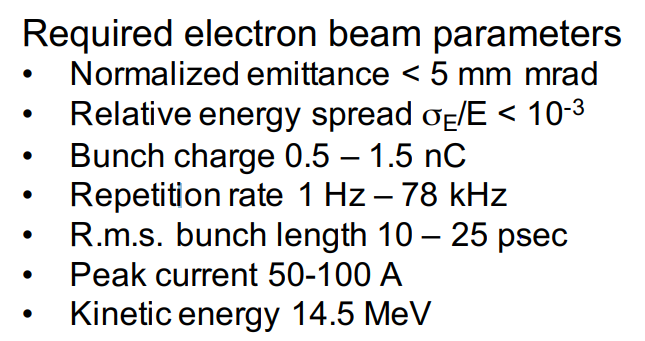 Required electron beam parameters
• Normalized emittance < 5 mm mrad
• Relative energy spread σE/E < 10-3
• Bunch charge 0.5 – 1.5 nC
• Repetition rate 1 Hz – 78 kHz
• R.m.s. bunch length 10 – 25 psec
• Peak current 50-100 A
• Kinetic energy 14.5 MeV